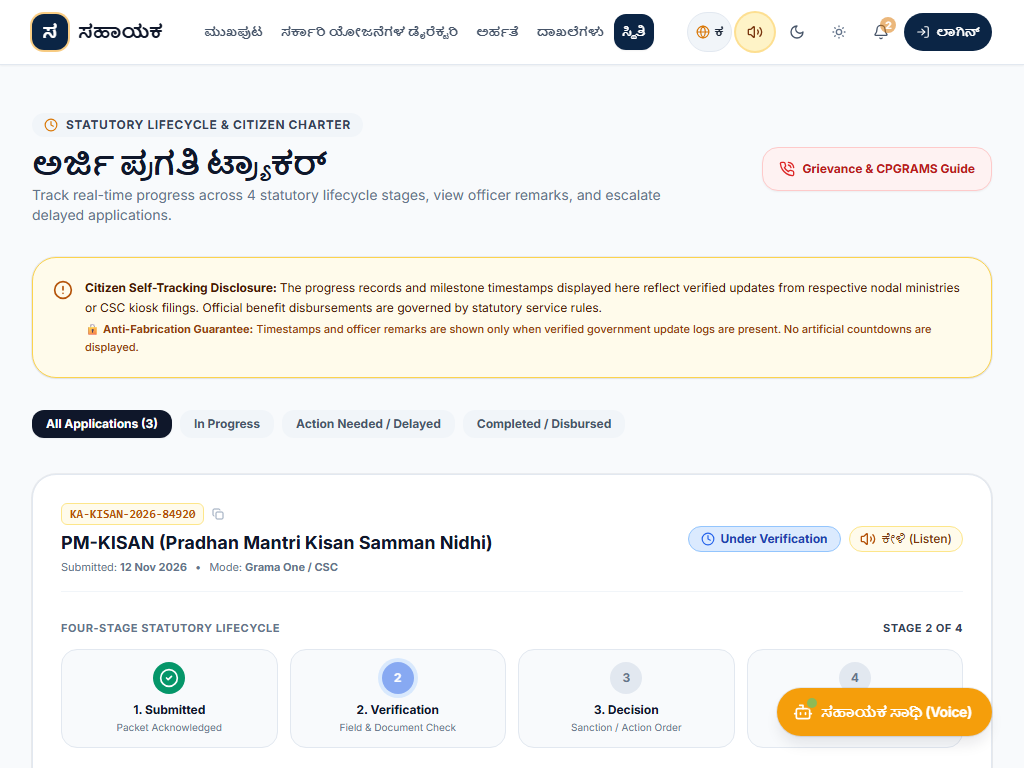 ಸ ಸಹಾಯಕ ಮುಖಪುಟ ಸರ್ಕಾರಿ ಯೋಜನೆಗಳ ಡೈರೆಕ್ಟರಿ ಅರ್ಹತೆ ದಾಖಲೆಗಳು ಸ್ಥಿತಿ ಕ 2 ಲಾಗಿನ್
STATUTORY LIFECYCLE & CITIZEN CHARTER
ಅರ್ಜಿ ಪ್ರಗತಿ ಟ್ರ್ಯಾಕರ್
Grievance & CPGRAMS Guide
Track real-time progress across 4 statutory lifecycle stages, view officer remarks, and escalate
delayed applications.
Citizen Self-Tracking Disclosure: The progress records and milestone timestamps displayed here reflect verified updates from respective nodal ministries
or CSC kiosk filings. Official benefit disbursements are governed by statutory service rules.
🔒 Anti-Fabrication Guarantee: Timestamps and officer remarks are shown only when verified government update logs are present. No artificial countdowns are
displayed.
All Applications (3) In Progress Action Needed / Delayed Completed / Disbursed
KA-KISAN-2026-84920
PM-KISAN (Pradhan Mantri Kisan Samman Nidhi)
Under Verification ಕೇಳಿ (Listen)
Submitted: 12 Nov 2026 • Mode: Grama One / CSC
FOUR-STAGE STATUTORY LIFECYCLE STAGE 2 OF 4
2 3 4
1. Submitted 2. Verification 3. Decision
Packet Acknowledged Field & Document Check Sanction / Action Order
ಸಹಾಯಕ ಸಾಥಿ (Voice)